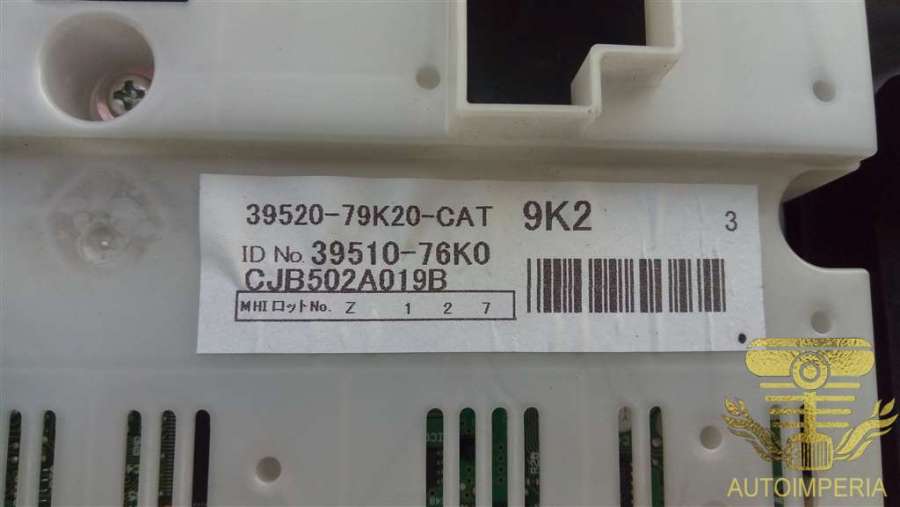 39520-79K20-CAT 9K2 3
ID No. 39510-76K0
CJB502A019B
MHIロットNo. Z 1 2 7
AUTOIMPERIA